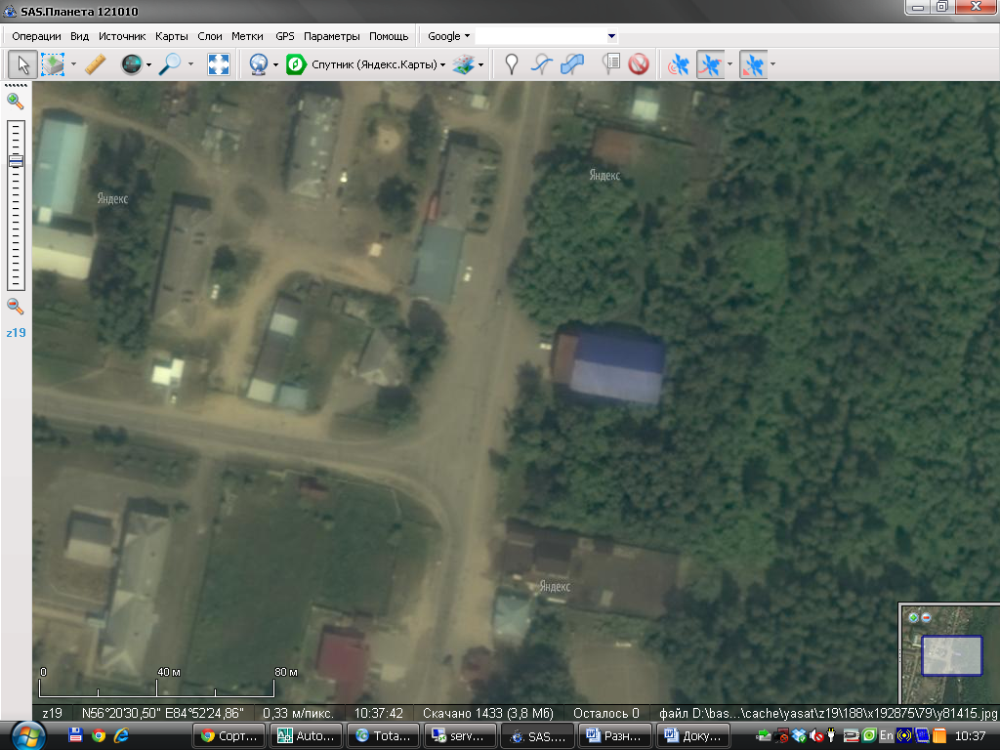 SAS.Планета 121010
Операции Вид Источник Карты Слои Метки GPS Параметры Помощь Google
Спутник (Яндекс.Карты)
z19
Яндекс
Яндекс
Яндекс
0 40 м 80 м
z19 N56°20'30,50" E84°52'24,86" 0,33 м/пикс. 10:37:42 Скачано 1433 (3,8 Мб) Осталось 0 файл D:\bas...\cache\yasat\z19\188\x192875\79\y81415.jpg
Сорт... Auto... Tota... serv... SAS.... Разн... Доку... En 10:37